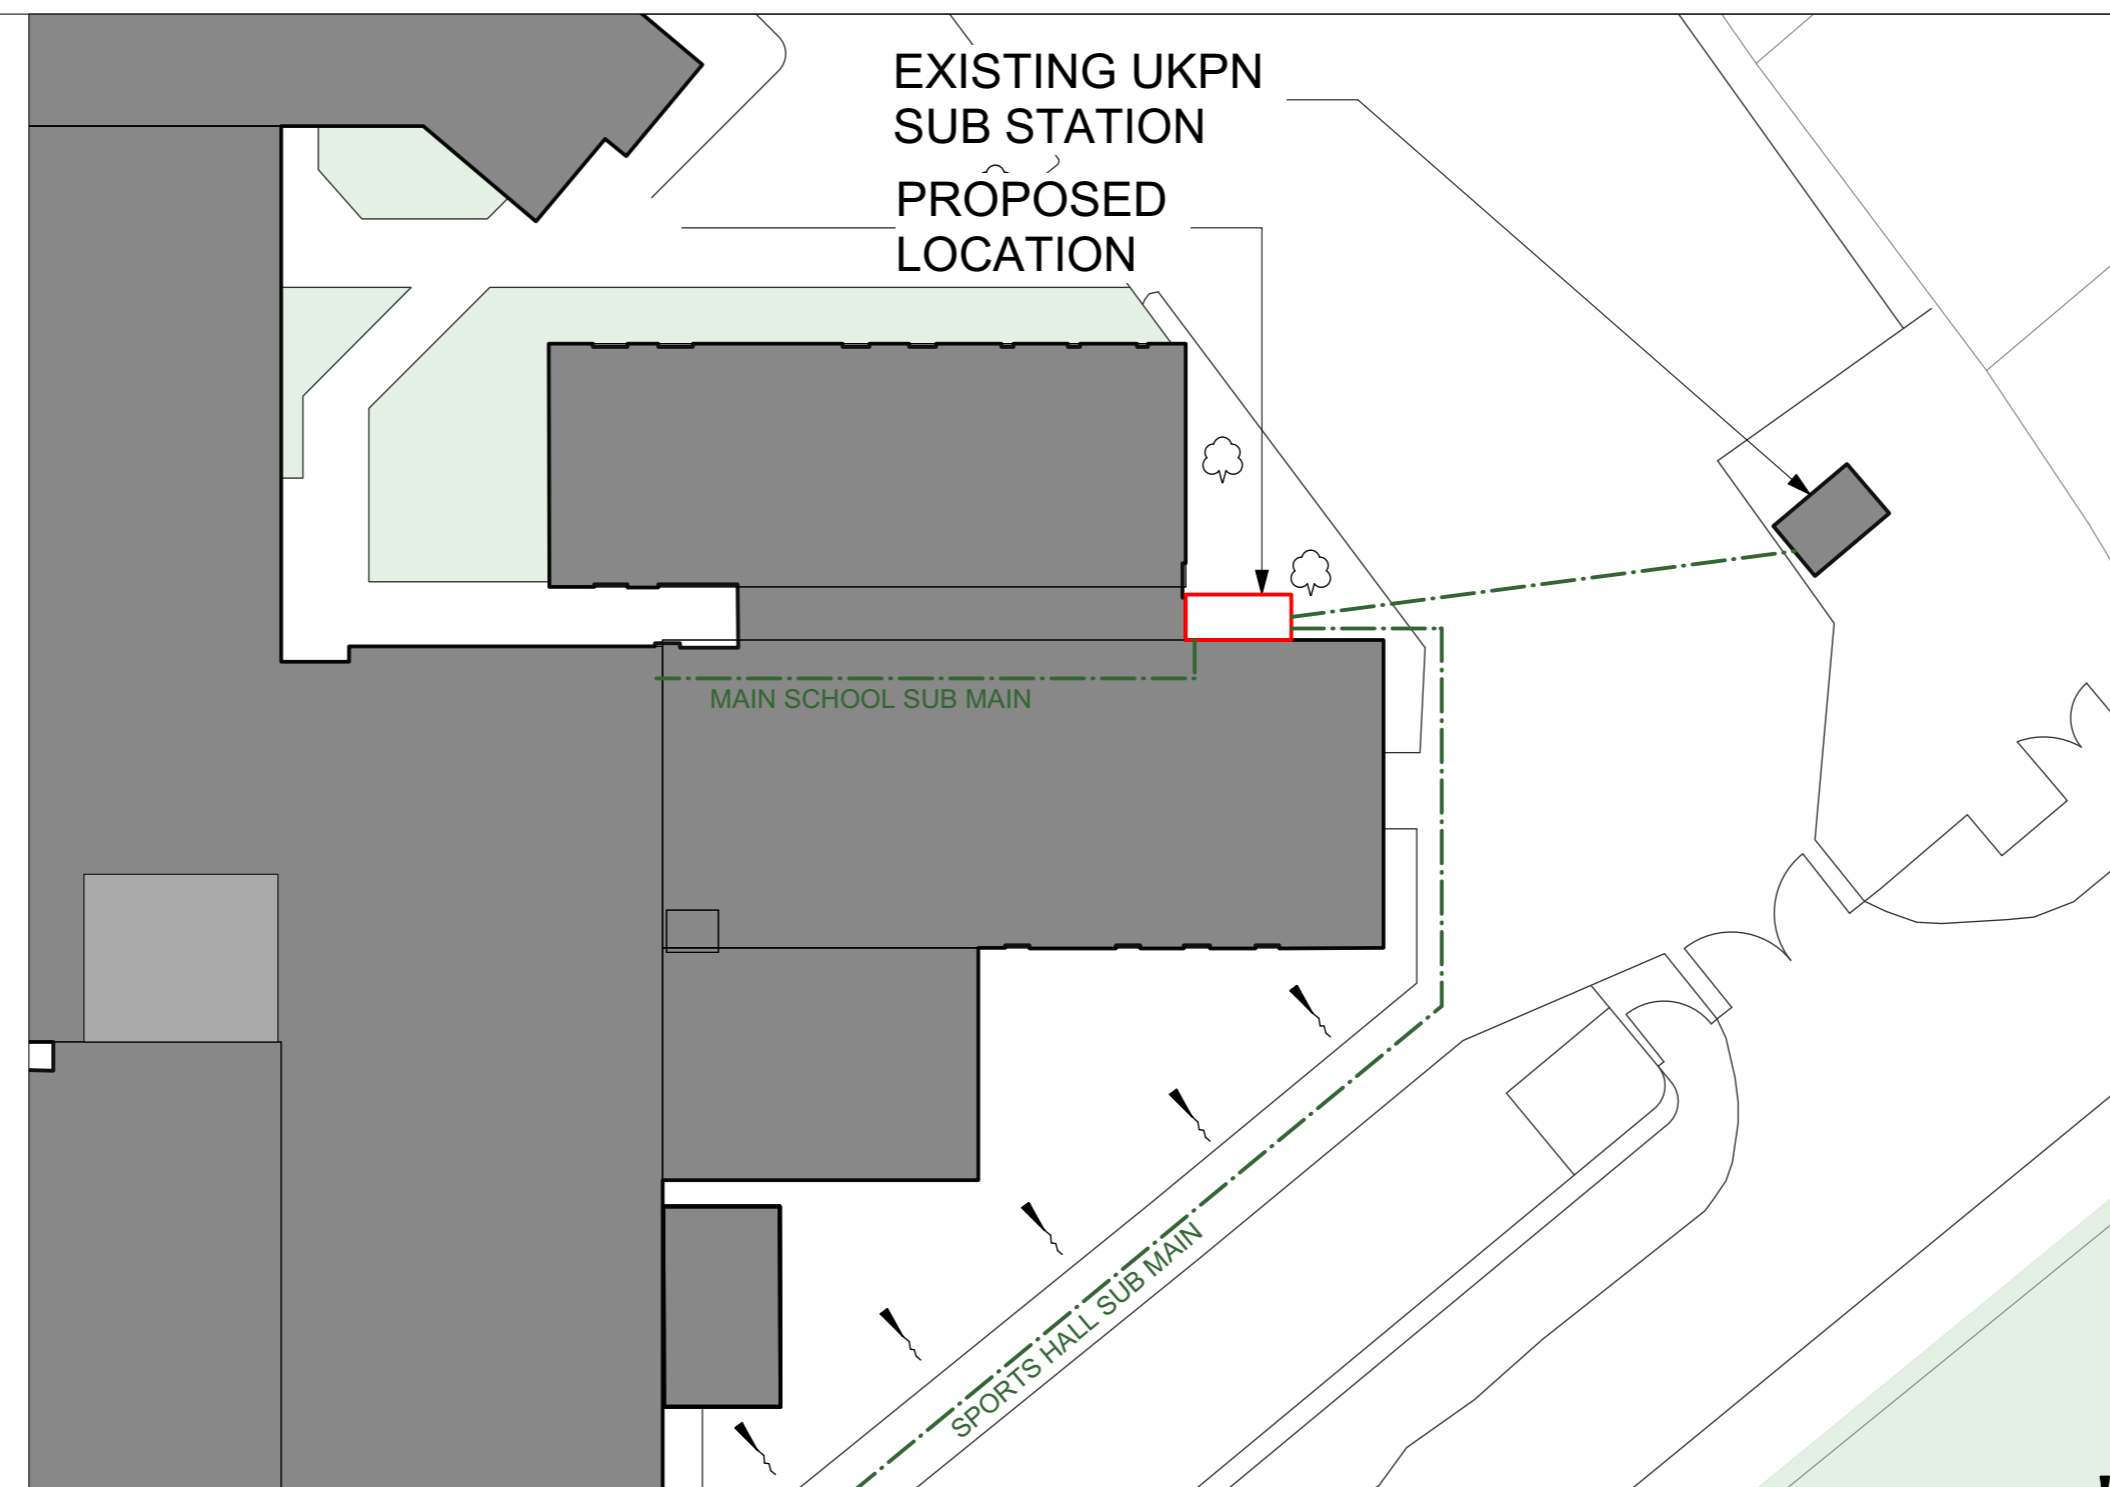 EXISTING UKPN
SUB STATION
PROPOSED
LOCATION
MAIN SCHOOL SUB MAIN
SPORTS HALL SUB MAIN